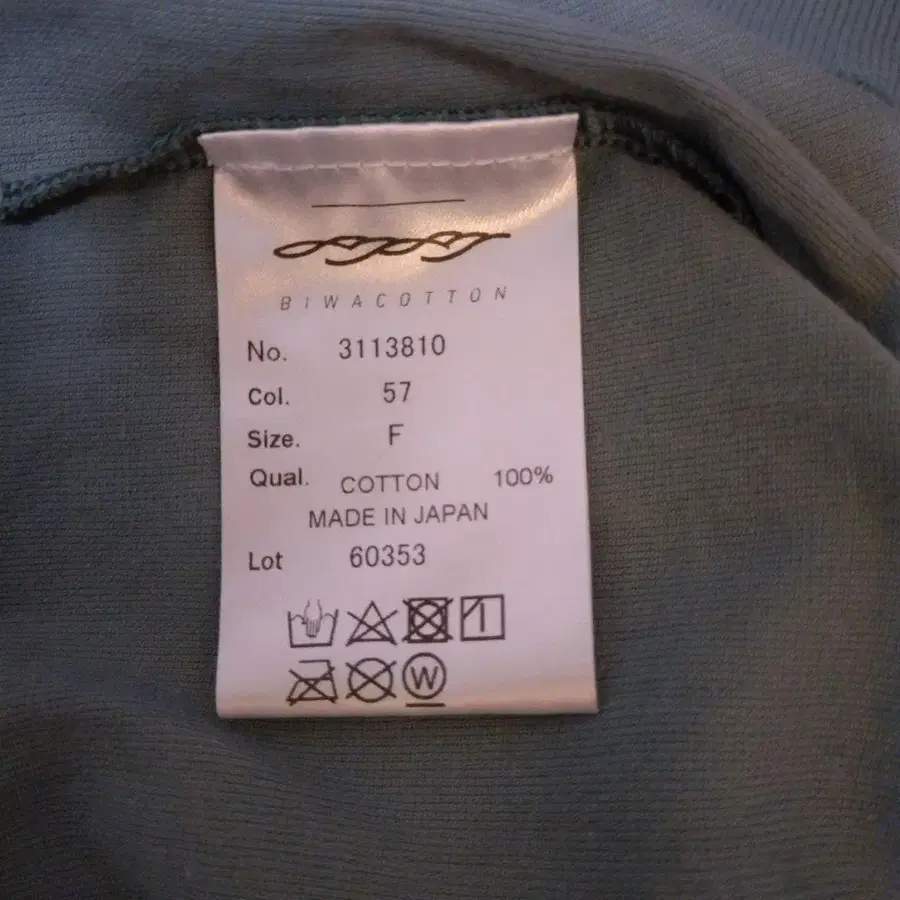 BIWACOTTON
No. 3113810
Col. 57
Size. F
Qual. COTTON 100%
MADE IN JAPAN
Lot 60353
W